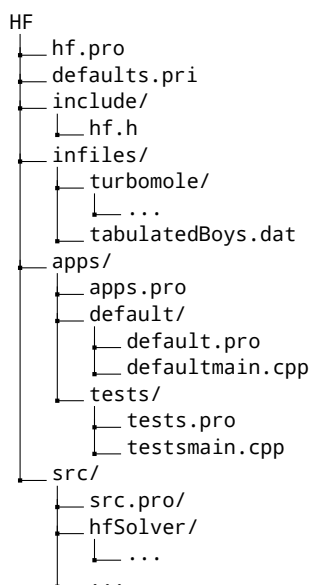 HF
hf.pro
defaults.pri
include/
hf.h
infiles/
turbomole/
...
tabulatedBoys.dat
apps/
apps.pro
default/
default.pro
defaultmain.cpp
tests/
tests.pro
testsmain.cpp
src/
src.pro/
hfSolver/
...
...